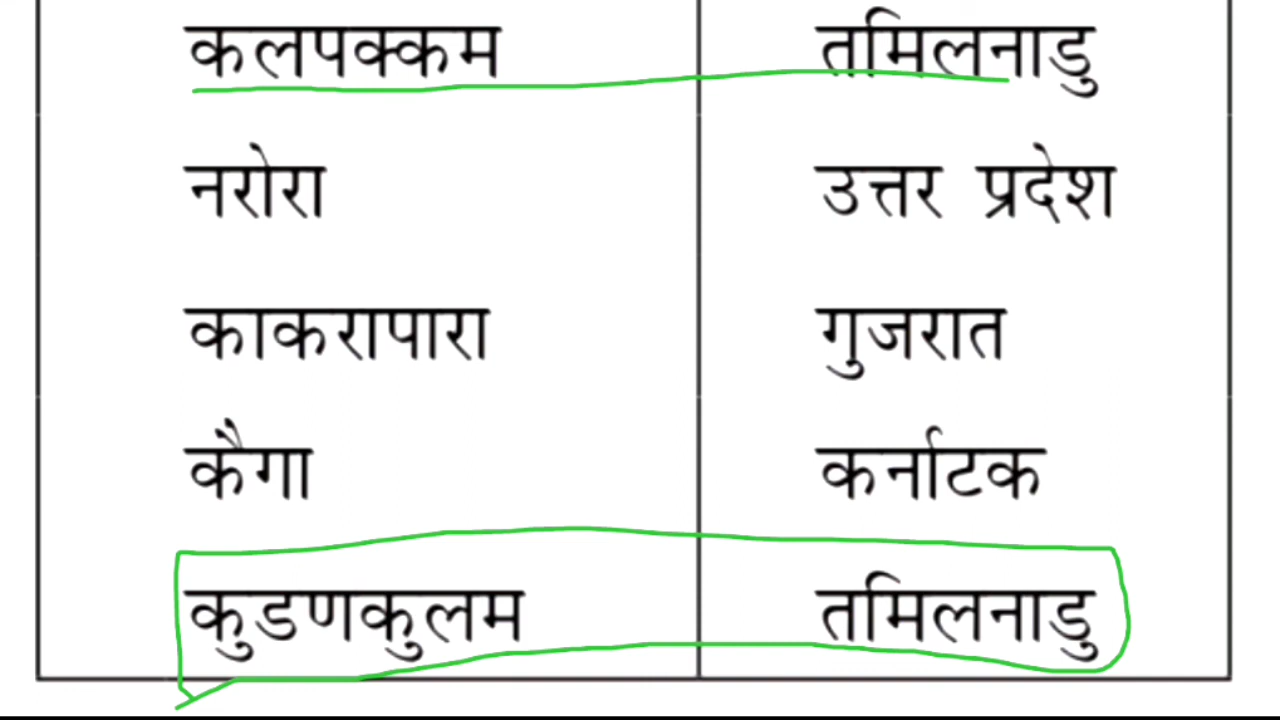 कलपक्कम तमिलनाडु
नरोरा उत्तर प्रदेश
काकरापारा गुजरात
कैगा कर्नाटक
कुडणकुलम तमिलनाडु